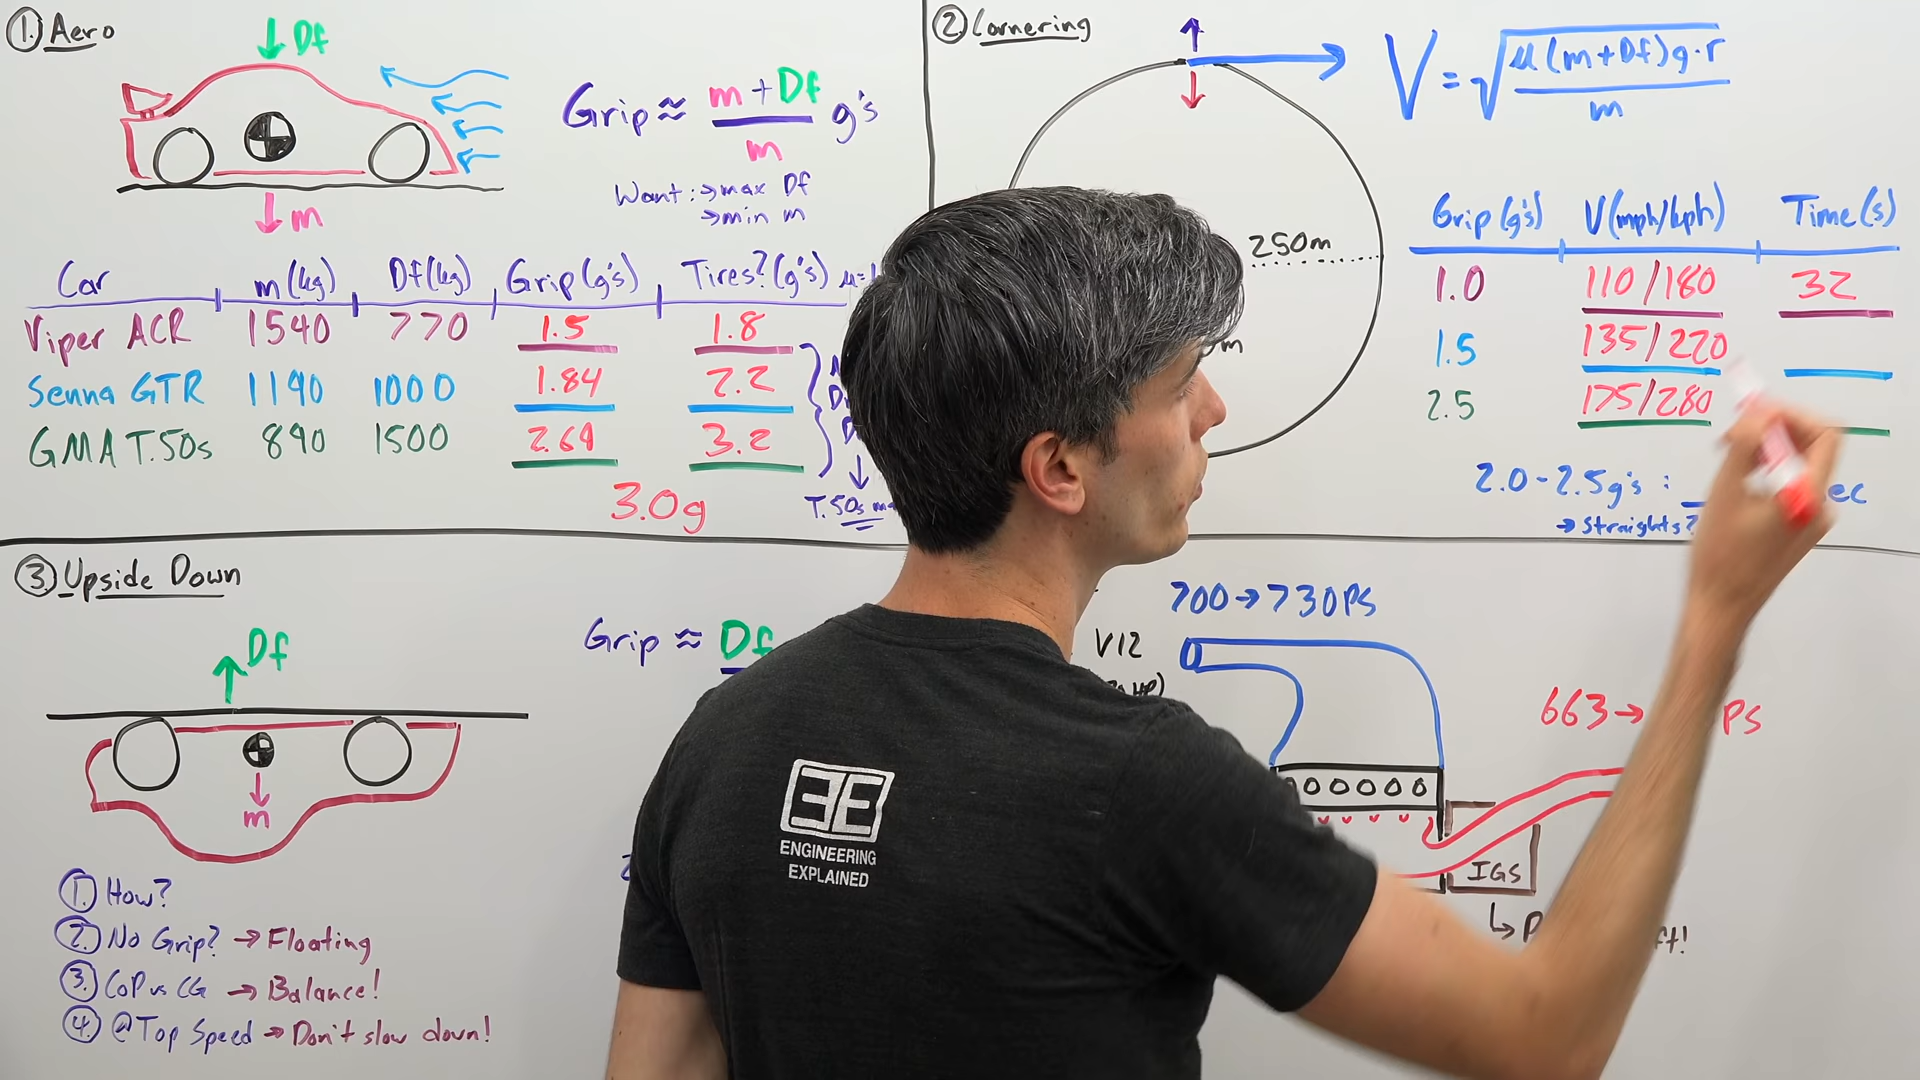 1. Aero
Df
m
Grip ≈ m + Df / m g's
Want: → max Df
→ min m
Car m (kg) Df (kg) Grip (g's) Tires? (g's)
Viper ACR 1540 770 1.5 1.8
Senna GTR 1190 1000 1.84 2.2
GMA T.50s 890 1500 2.69 3.2
3.0g
T.50s
2. Cornering
250m
V = √ μ(m+Df)g·r / m
Grip (g's) V (mph/kph) Time (s)
1.0 110/180 32
1.5 135/220
2.5 175/280
2.0-2.5g's :
→ Straights?
3. Upside Down
Df
m
Grip ≈ Df
1. How?
2. No Grip? → Floating
3. CoP vs CG → Balance!
4. @ Top Speed → Don't slow down!
700 → 730 PS
V12
663 → PS
IGS
ENGINEERING
EXPLAINED